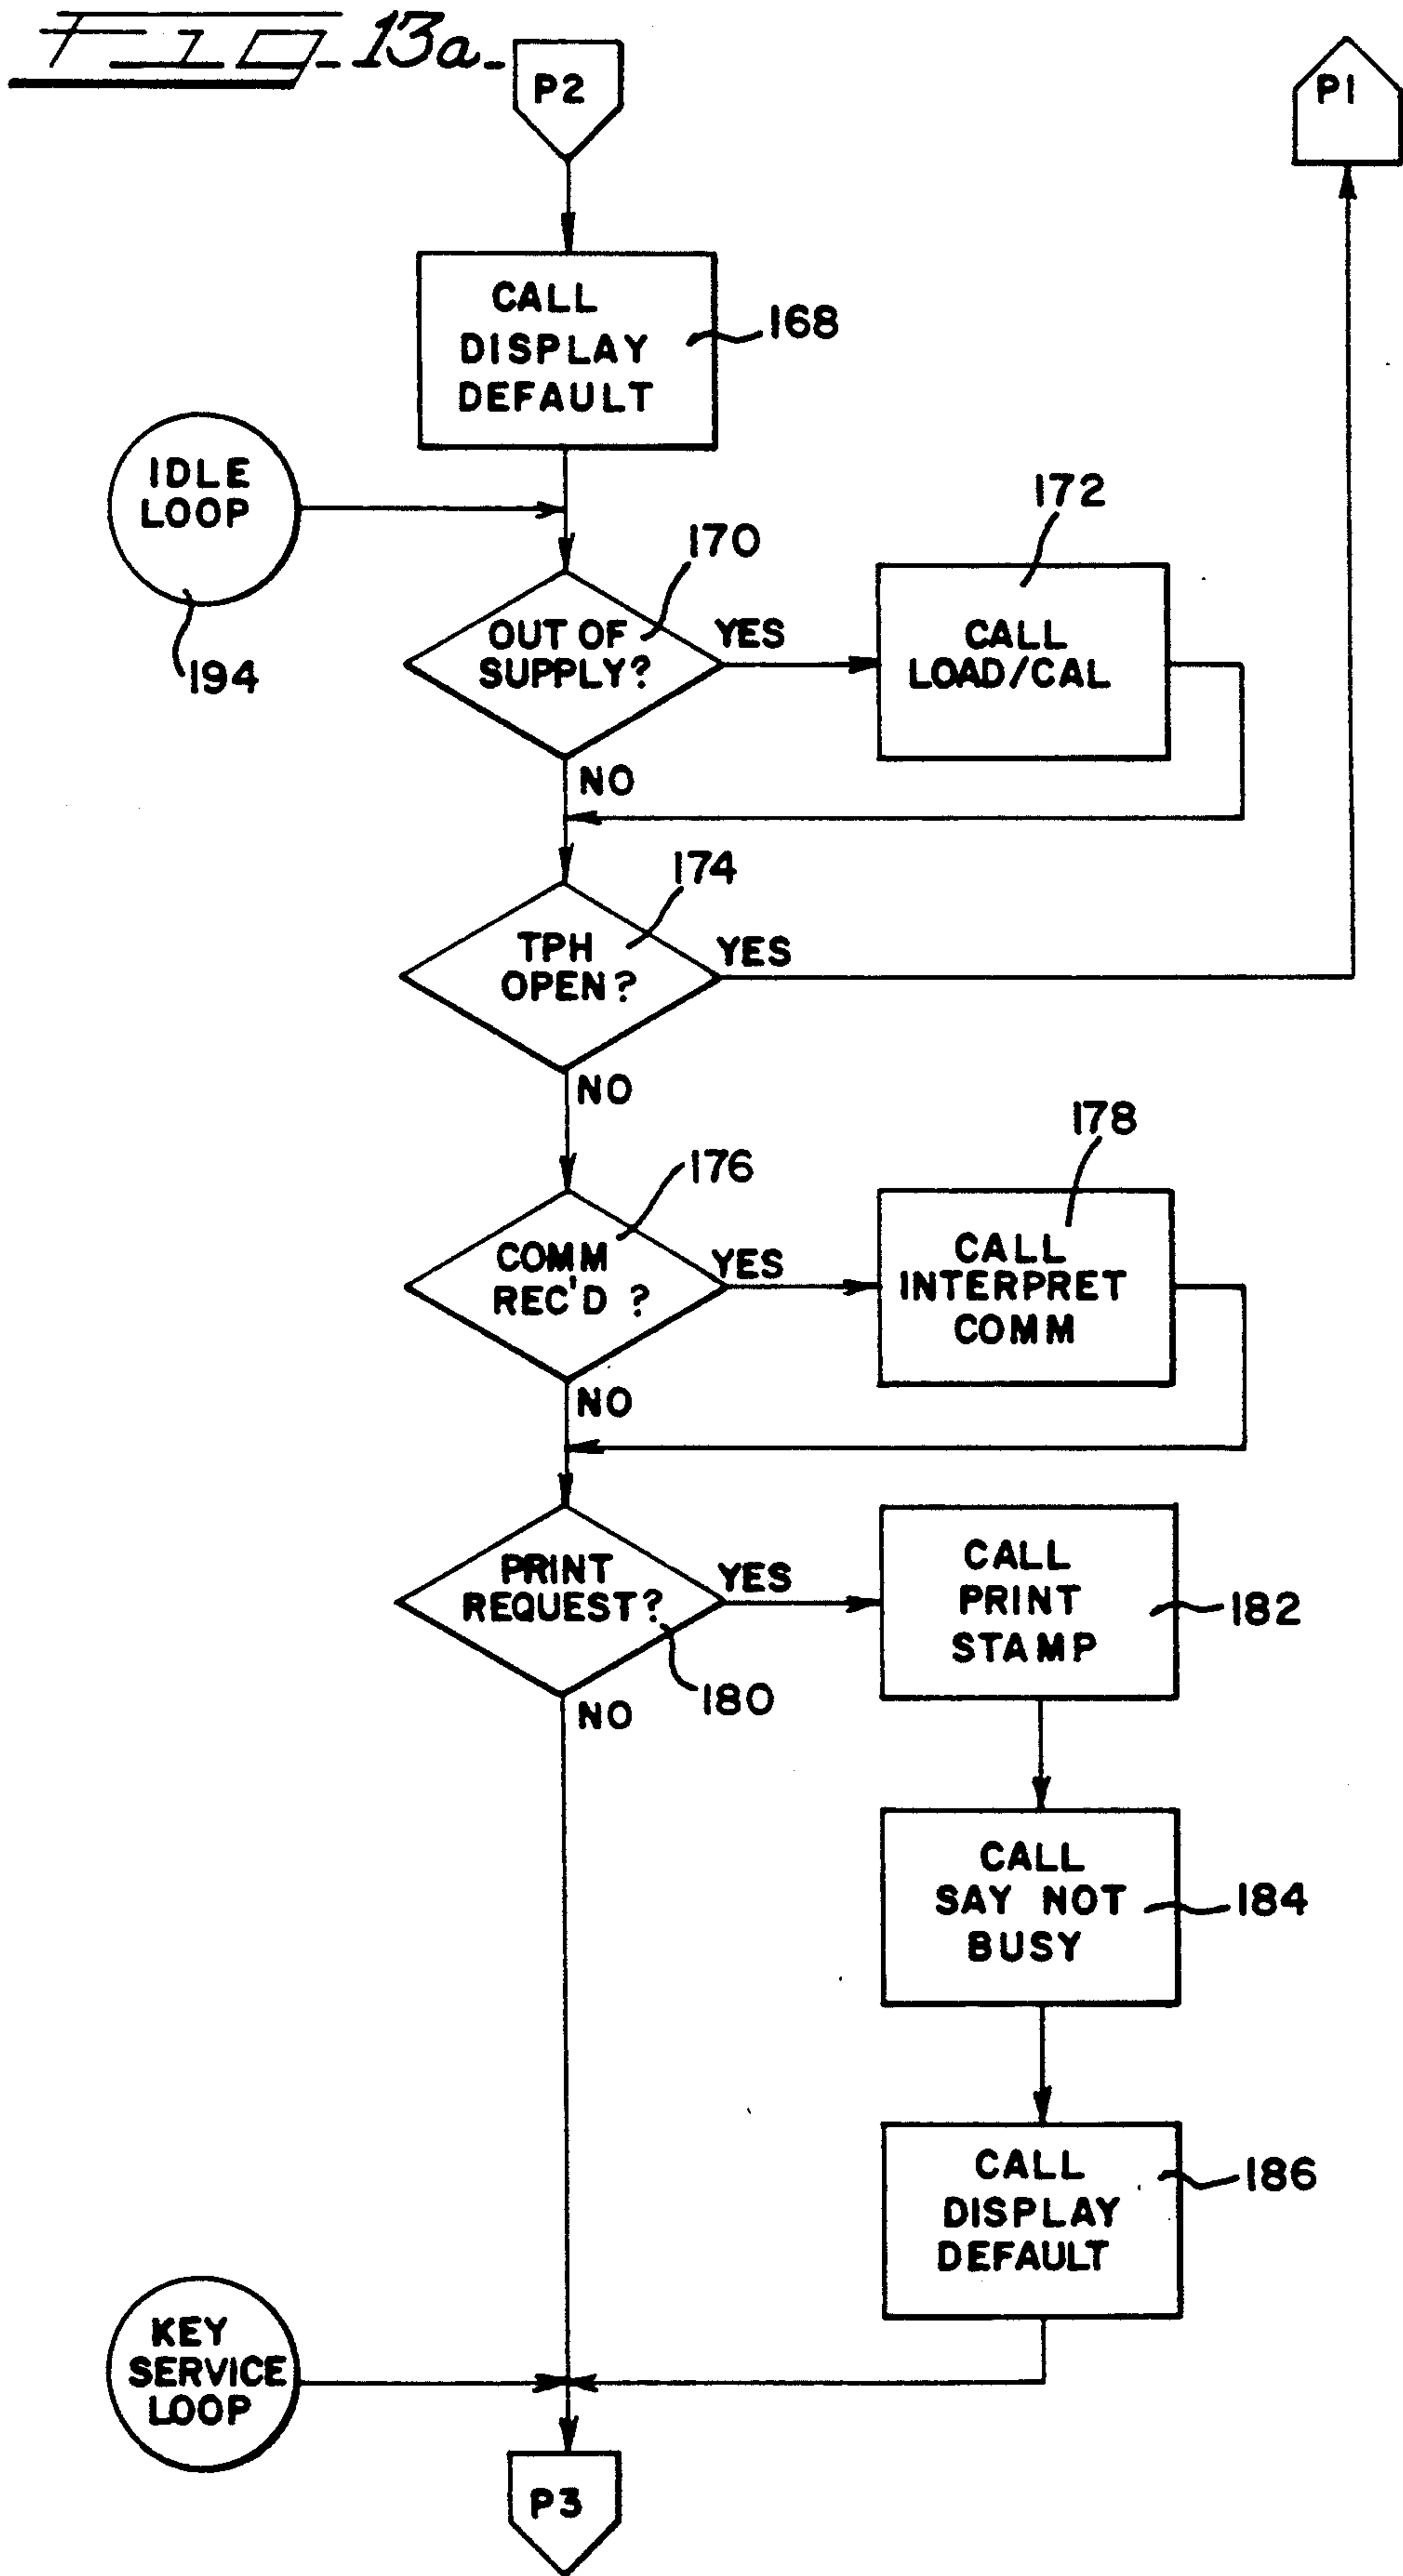 Fig. 13a.
P2
P1
CALL
DISPLAY
DEFAULT
168
IDLE
LOOP
194
170
OUT OF
SUPPLY?
YES
NO
172
CALL
LOAD/CAL
174
TPH
OPEN?
YES
NO
176
COMM
REC'D ?
YES
NO
178
CALL
INTERPRET
COMM
PRINT
REQUEST?
YES
180
NO
CALL
PRINT
STAMP
182
CALL
SAY NOT
BUSY
184
CALL
DISPLAY
DEFAULT
186
KEY
SERVICE
LOOP
P3